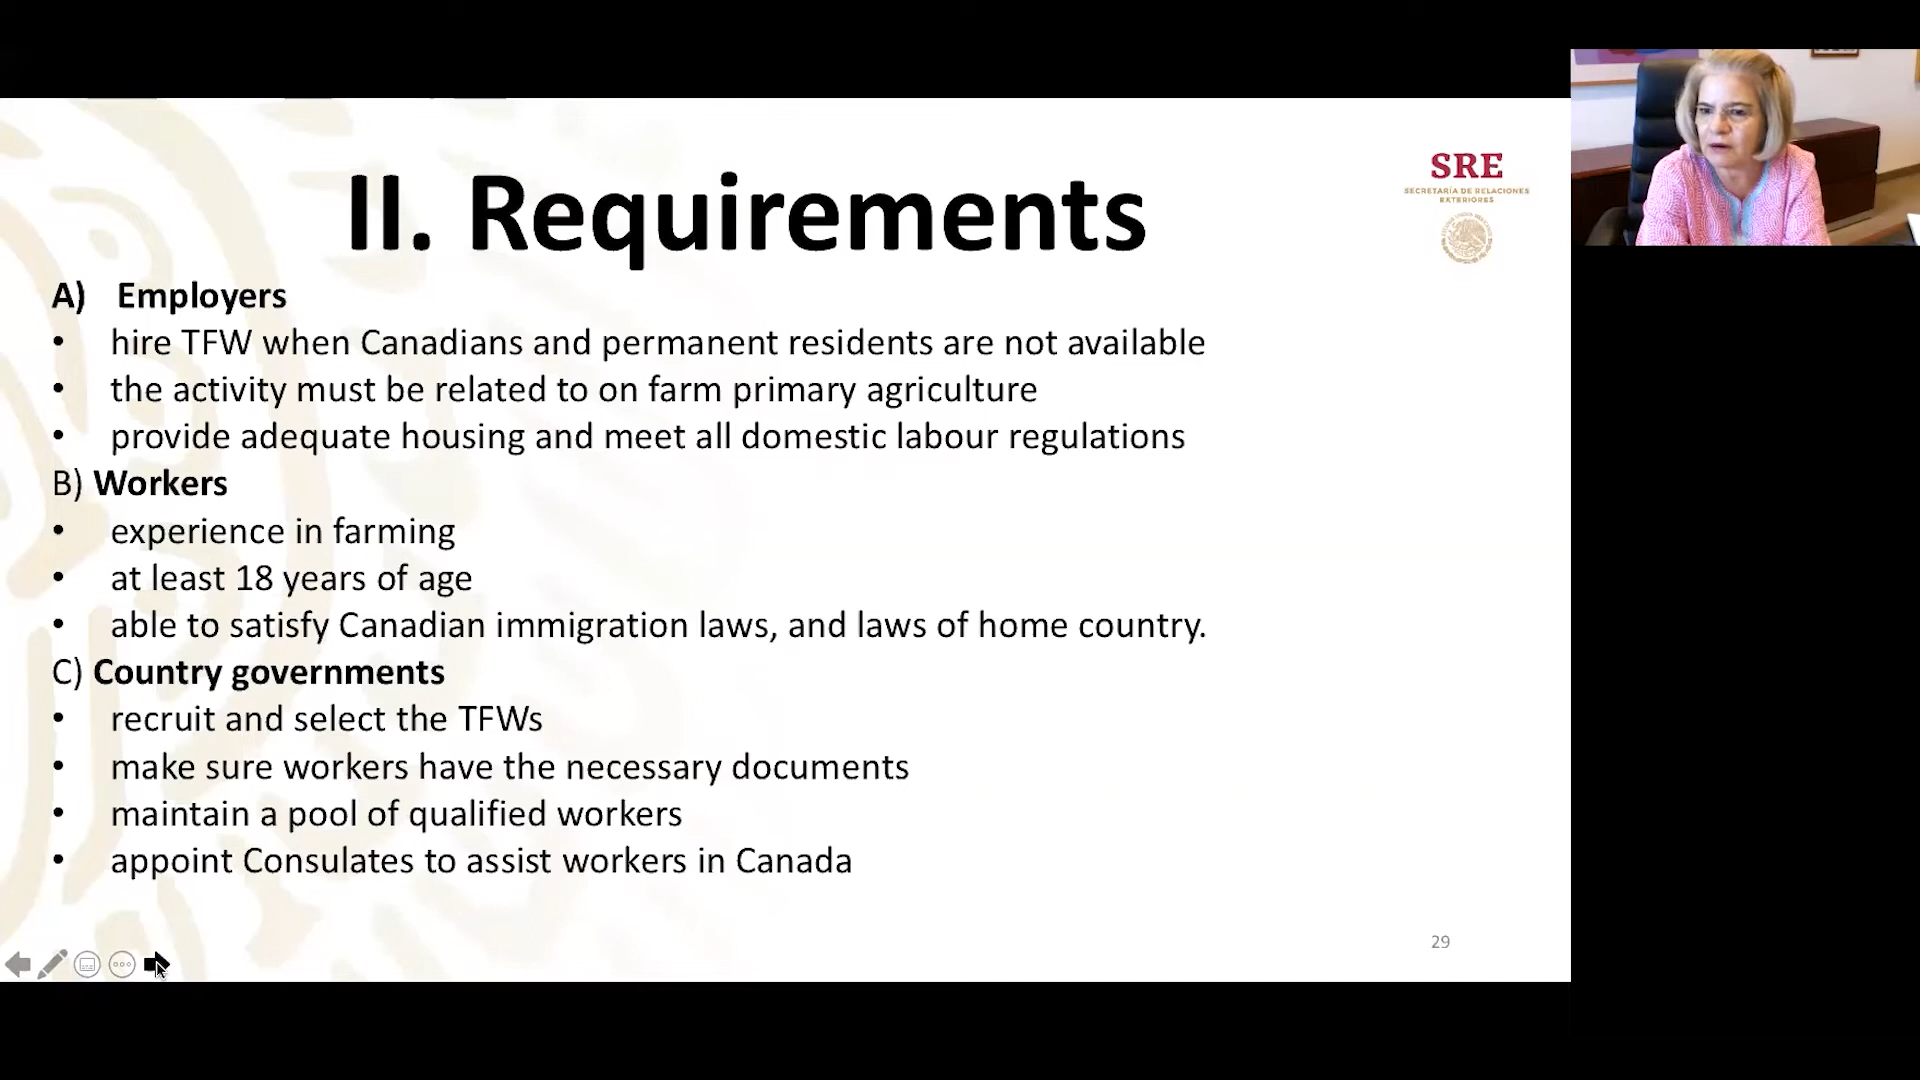 II. Requirements
SRE
SECRETARÍA DE RELACIONES
EXTERIORES
A) Employers
• hire TFW when Canadians and permanent residents are not available
• the activity must be related to on farm primary agriculture
• provide adequate housing and meet all domestic labour regulations
B) Workers
• experience in farming
• at least 18 years of age
• able to satisfy Canadian immigration laws, and laws of home country.
C) Country governments
• recruit and select the TFWs
• make sure workers have the necessary documents
• maintain a pool of qualified workers
• appoint Consulates to assist workers in Canada
29